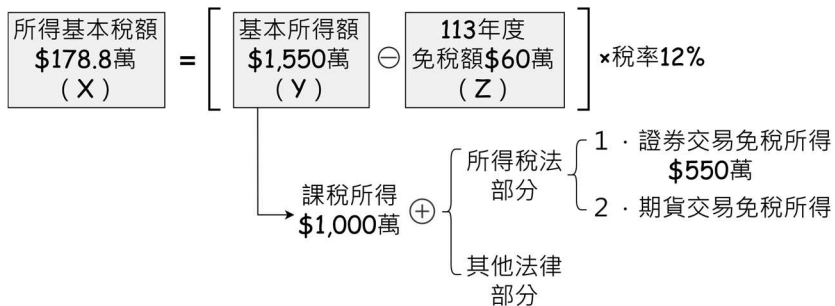 所得基本稅額
$178.8萬
(X)
=
基本所得額
$1,550萬
(Y)
⊖
113年度
免稅額$60萬
(Z)
×稅率12%
課稅所得
$1,000萬
⊕
所得稅法
部分
1．證券交易免稅所得
$550萬
2．期貨交易免稅所得
其他法律
部分